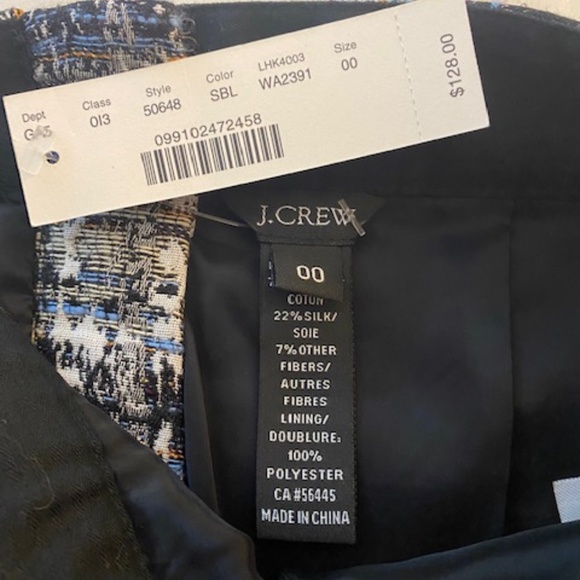 Dept Class Style Color LHK4003 Size
013 50648 SBL WA2391 00
099102472458
$128.00
J.CREW
00
COTON
22% SILK/
SOIE
7% OTHER
FIBERS/
AUTRES
FIBRES
LINING/
DOUBLURE:
100%
POLYESTER
CA #56445
MADE IN CHINA